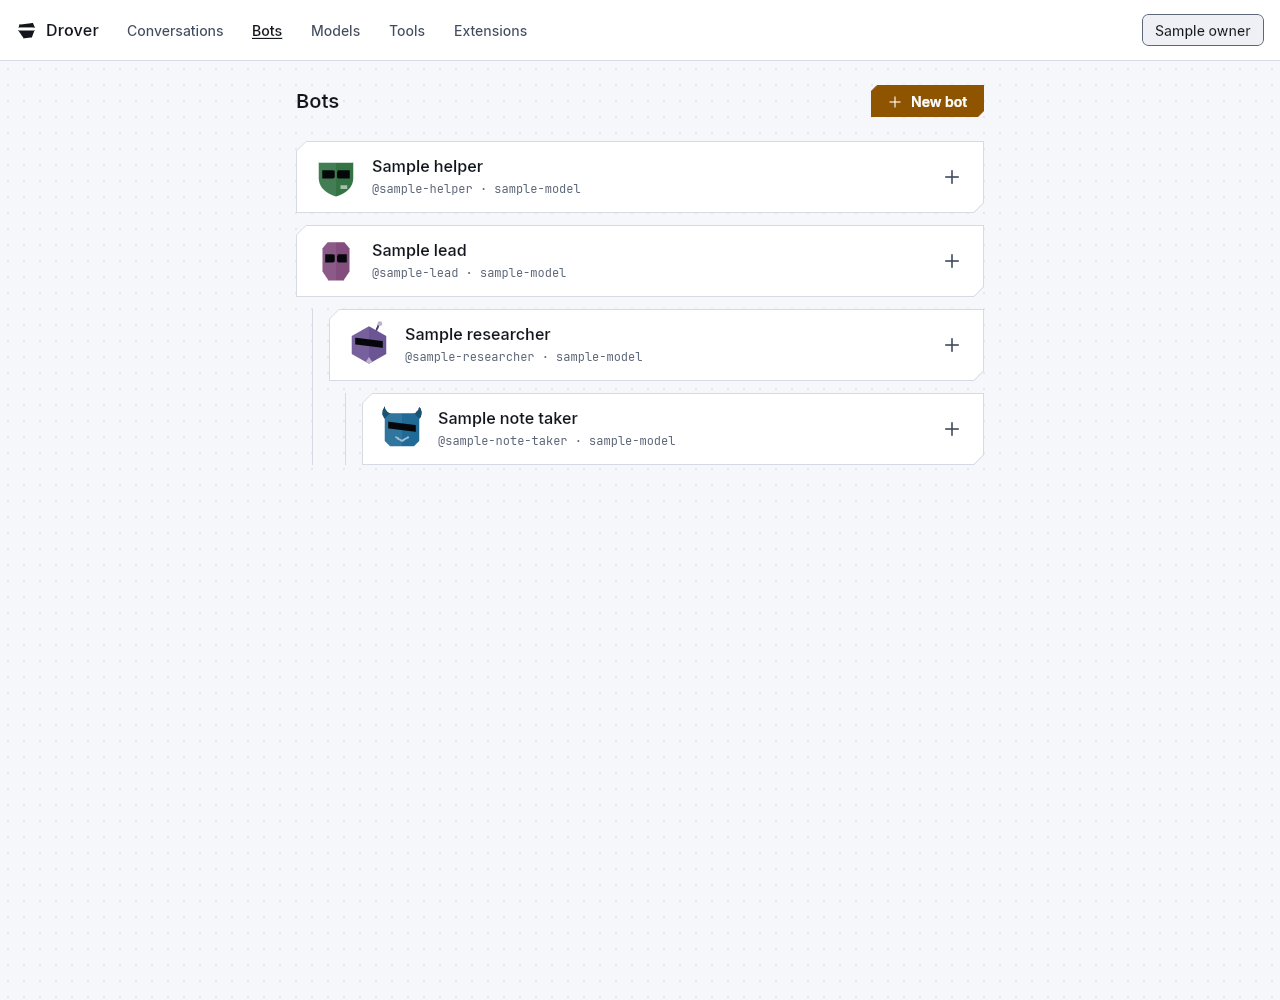 Drover
Conversations
Bots
Models
Tools
Extensions
Sample owner
Bots
New bot
Sample helper
@sample-helper · sample-model
Sample lead
@sample-lead · sample-model
Sample researcher
@sample-researcher · sample-model
Sample note taker
@sample-note-taker · sample-model